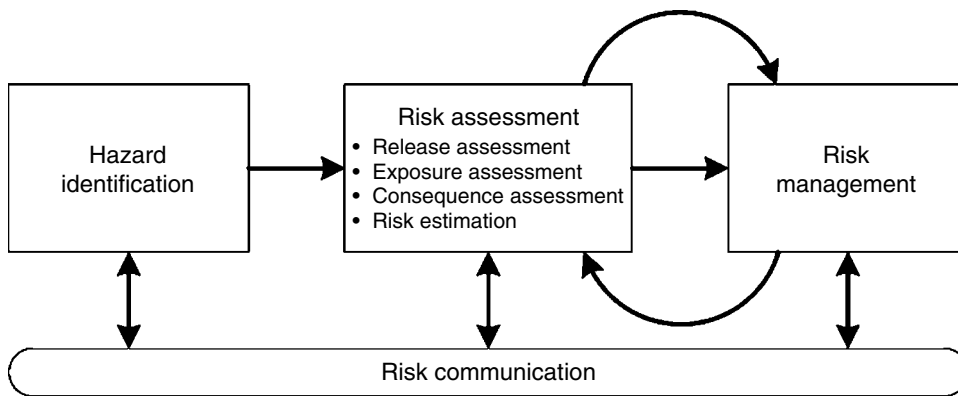 Hazard
identification
Risk assessment
• Release assessment
• Exposure assessment
• Consequence assessment
• Risk estimation
Risk
management
Risk communication